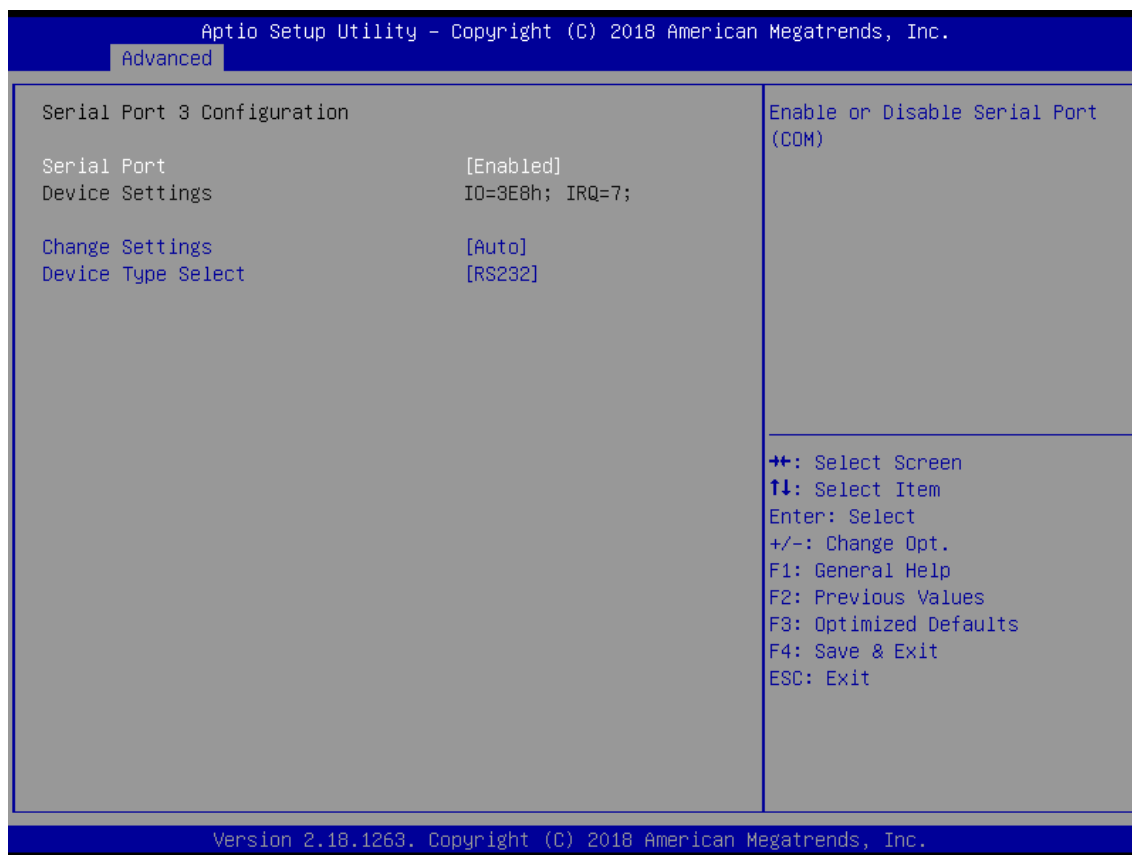 Aptio Setup Utility – Copyright (C) 2018 American Megatrends, Inc.
Advanced
Serial Port 3 Configuration
Serial Port [Enabled]
Device Settings IO=3E8h; IRQ=7;
Change Settings [Auto]
Device Type Select [RS232]
Enable or Disable Serial Port
(COM)
→←: Select Screen
↑↓: Select Item
Enter: Select
+/-: Change Opt.
F1: General Help
F2: Previous Values
F3: Optimized Defaults
F4: Save & Exit
ESC: Exit
Version 2.18.1263. Copyright (C) 2018 American Megatrends, Inc.